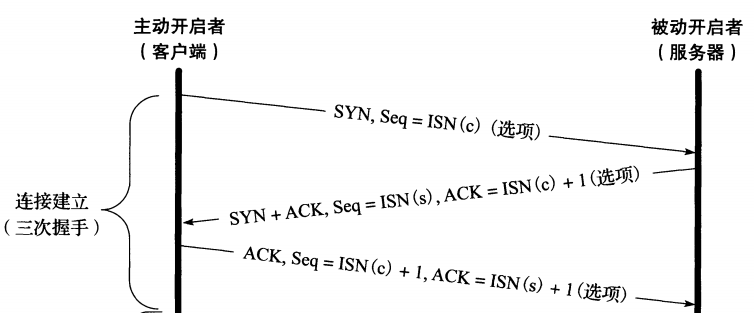 主动开启者
（客户端）
被动开启者
（服务器）
SYN, Seq = ISN(c)（选项）
连接建立
（三次握手）
SYN + ACK, Seq = ISN(s), ACK = ISN(c) + 1(选项)
ACK, Seq = ISN(c) + 1, ACK = ISN(s) + 1(选项)